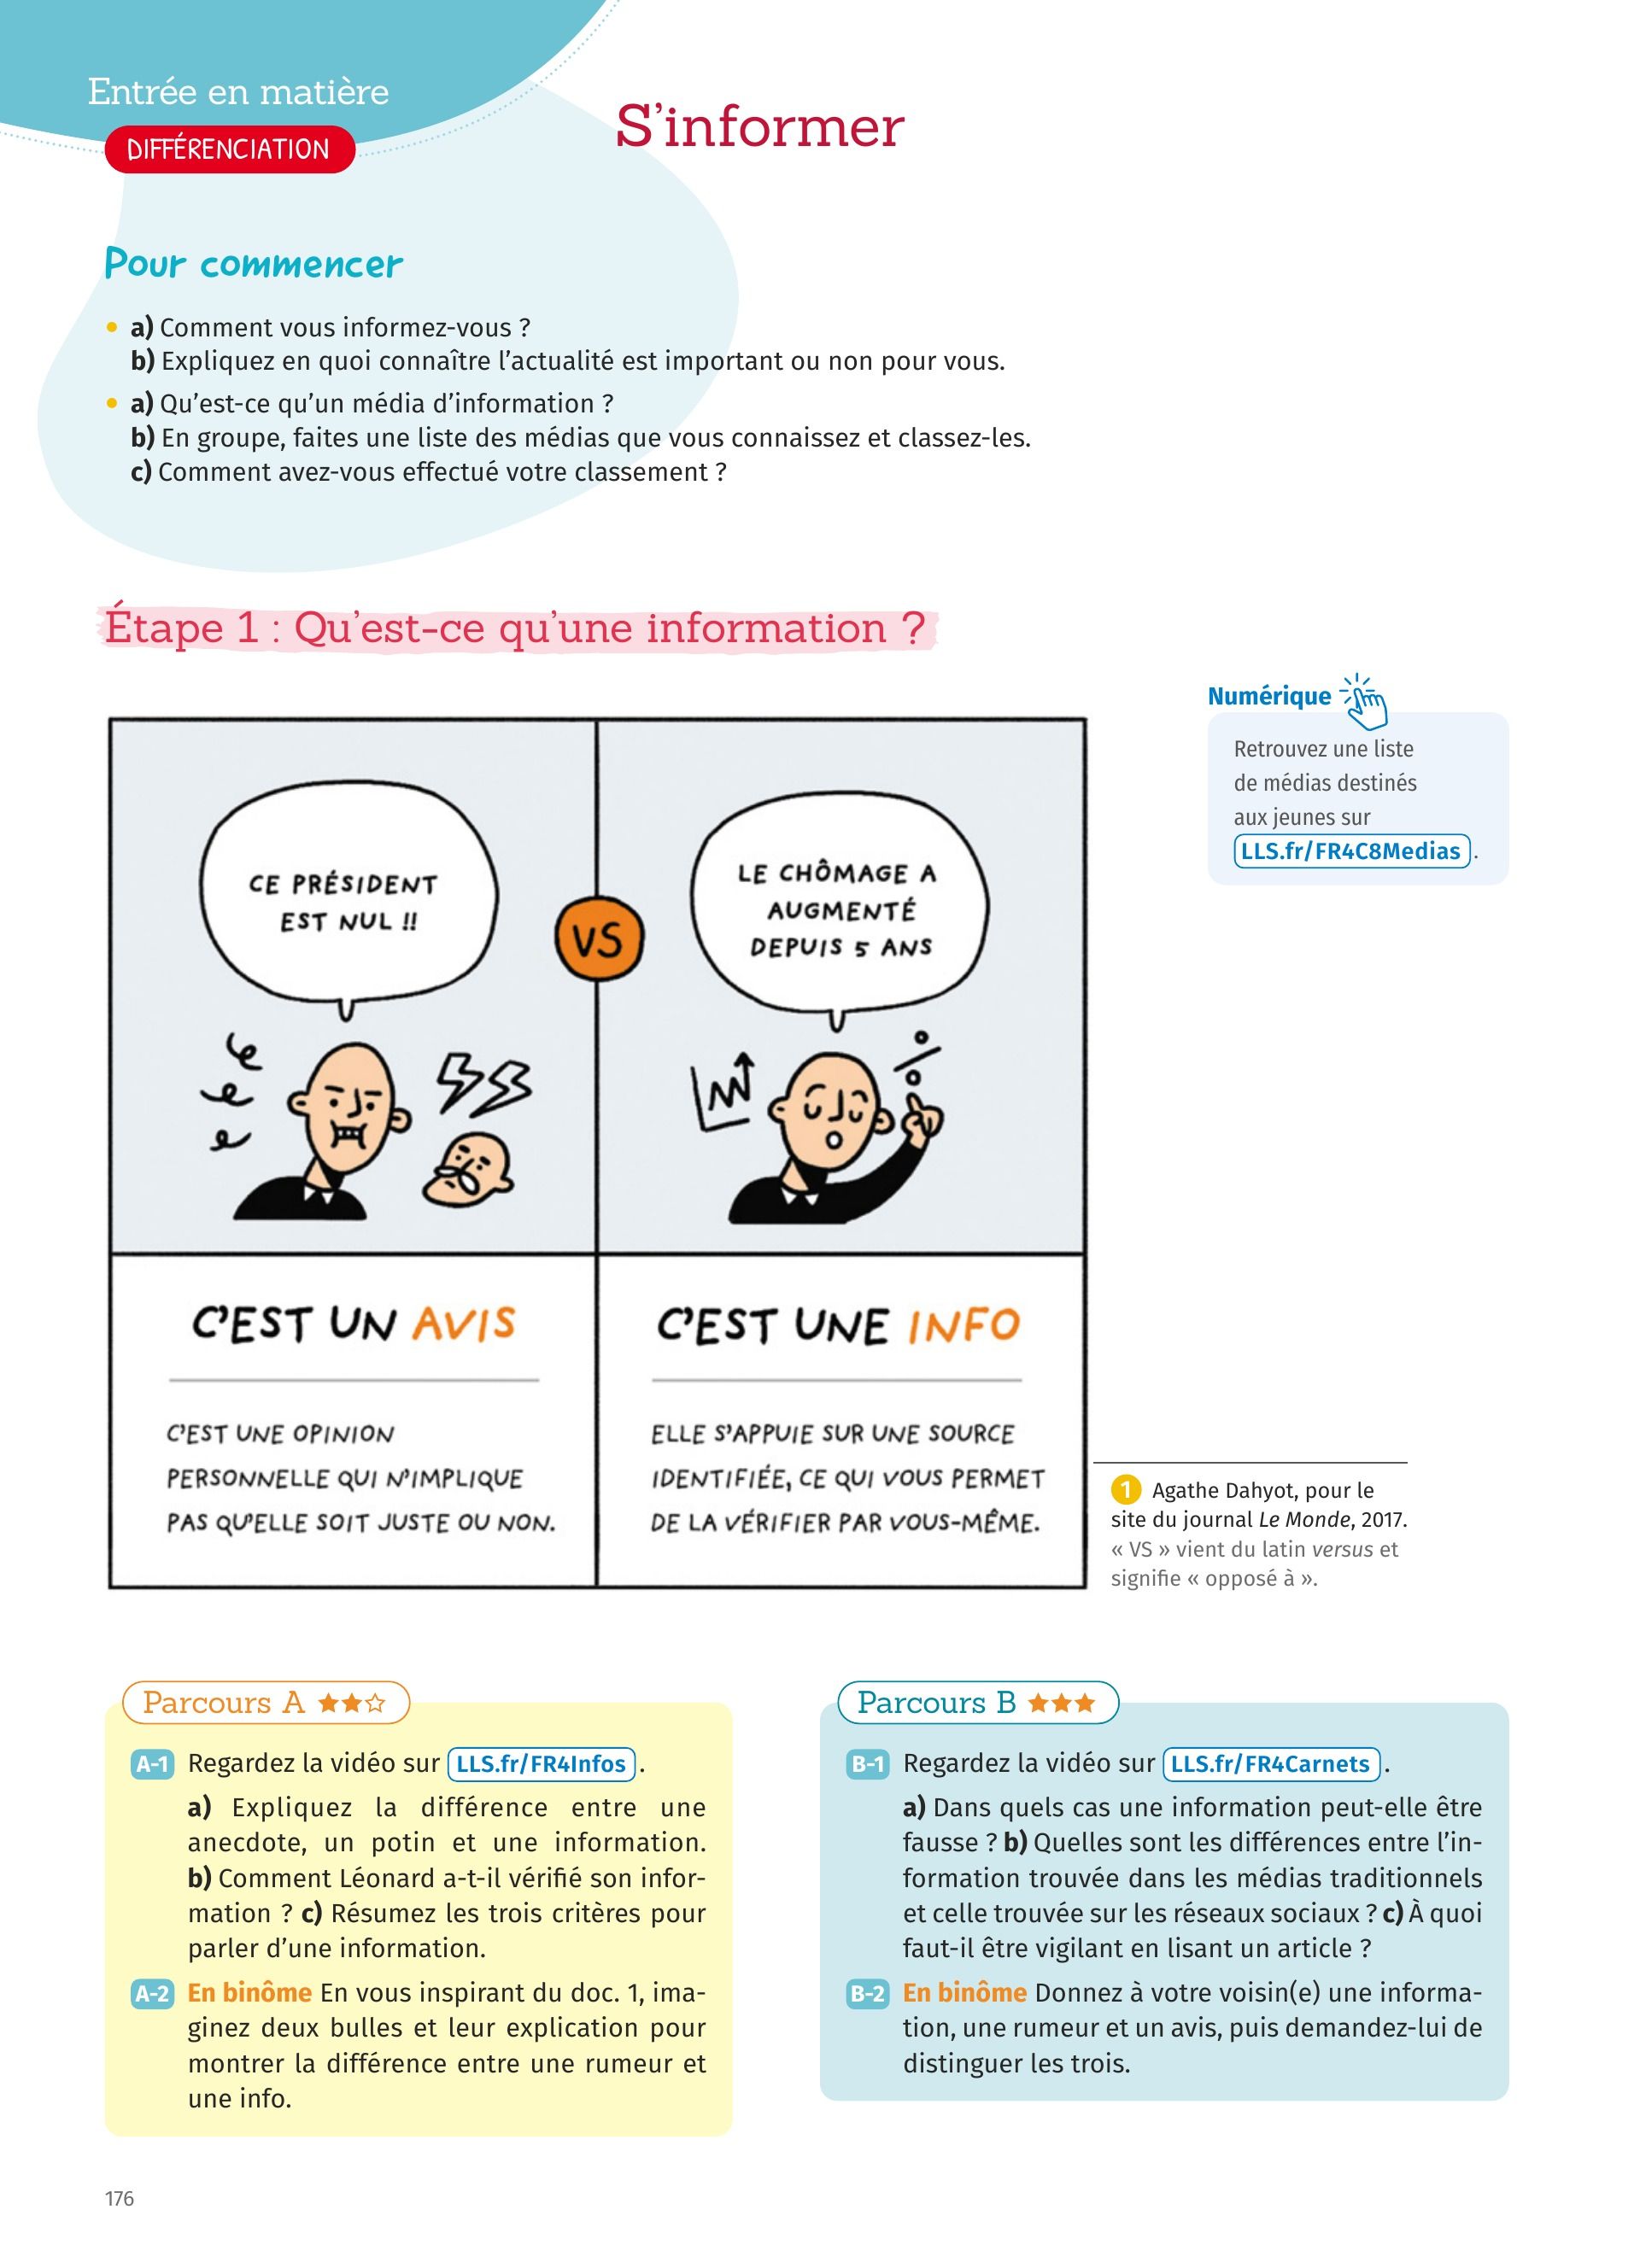 Entrée en matière
DIFFÉRENCIATION
S'informer
Pour commencer
• a) Comment vous informez-vous ?
b) Expliquez en quoi connaître l'actualité est important ou non pour vous.
• a) Qu'est-ce qu'un média d'information ?
b) En groupe, faites une liste des médias que vous connaissez et classez-les.
c) Comment avez-vous effectué votre classement ?
Étape 1 : Qu'est-ce qu'une information ?
Numérique
Retrouvez une liste
de médias destinés
aux jeunes sur
LLS.fr/FR4C8Medias .
CE PRÉSIDENT
EST NUL !!
VS
LE CHÔMAGE A
AUGMENTÉ
DEPUIS 5 ANS
C'EST UN AVIS
C'EST UNE OPINION
PERSONNELLE QUI N'IMPLIQUE
PAS QU'ELLE SOIT JUSTE OU NON.
C'EST UNE INFO
ELLE S'APPUIE SUR UNE SOURCE
IDENTIFIÉE, CE QUI VOUS PERMET
DE LA VÉRIFIER PAR VOUS-MÊME.
1 Agathe Dahyot, pour le
site du journal Le Monde, 2017.
« VS » vient du latin versus et
signifie « opposé à ».
Parcours A ★★☆
A-1 Regardez la vidéo sur LLS.fr/FR4Infos .
a) Expliquez la différence entre une
anecdote, un potin et une information.
b) Comment Léonard a-t-il vérifié son infor-
mation ? c) Résumez les trois critères pour
parler d'une information.
A-2 En binôme En vous inspirant du doc. 1, ima-
ginez deux bulles et leur explication pour
montrer la différence entre une rumeur et
une info.
Parcours B ★★★
B-1 Regardez la vidéo sur LLS.fr/FR4Carnets .
a) Dans quels cas une information peut-elle être
fausse ? b) Quelles sont les différences entre l'in-
formation trouvée dans les médias traditionnels
et celle trouvée sur les réseaux sociaux ? c) À quoi
faut-il être vigilant en lisant un article ?
B-2 En binôme Donnez à votre voisin(e) une informa-
tion, une rumeur et un avis, puis demandez-lui de
distinguer les trois.
176